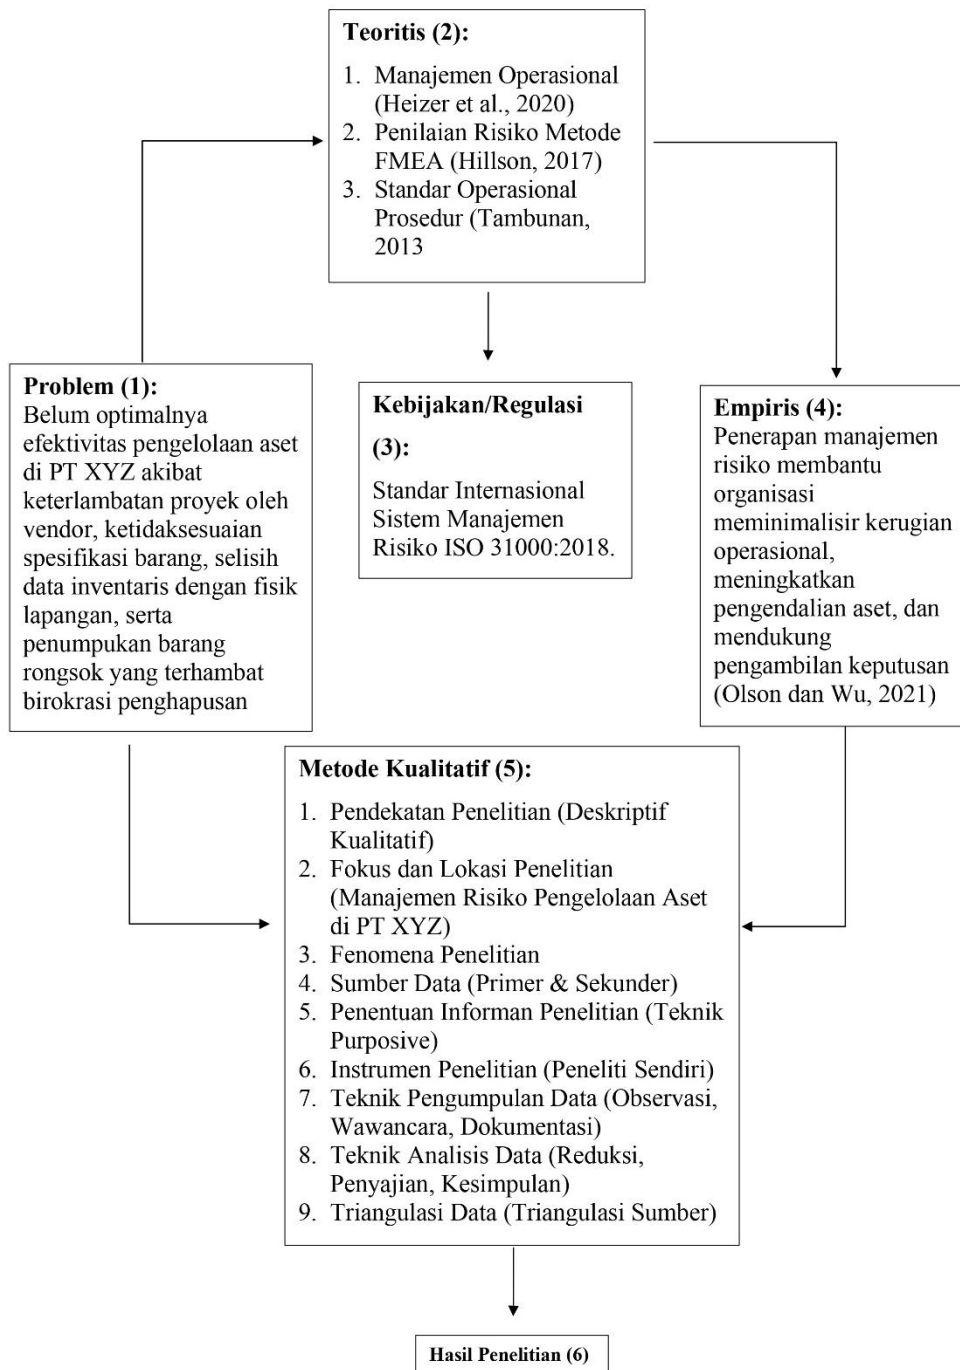 Teoritis (2):
1. Manajemen Operasional
(Heizer et al., 2020)
2. Penilaian Risiko Metode
FMEA (Hillson, 2017)
3. Standar Operasional
Prosedur (Tambunan,
2013
Problem (1):
Belum optimalnya
efektivitas pengelolaan aset
di PT XYZ akibat
keterlambatan proyek oleh
vendor, ketidaksesuaian
spesifikasi barang, selisih
data inventaris dengan fisik
lapangan, serta
penumpukan barang
rongsok yang terhambat
birokrasi penghapusan
Kebijakan/Regulasi
(3):
Standar Internasional
Sistem Manajemen
Risiko ISO 31000:2018.
Empiris (4):
Penerapan manajemen
risiko membantu
organisasi
meminimalisir kerugian
operasional,
meningkatkan
pengendalian aset, dan
mendukung
pengambilan keputusan
(Olson dan Wu, 2021)
Metode Kualitatif (5):
1. Pendekatan Penelitian (Deskriptif
Kualitatif)
2. Fokus dan Lokasi Penelitian
(Manajemen Risiko Pengelolaan Aset
di PT XYZ)
3. Fenomena Penelitian
4. Sumber Data (Primer & Sekunder)
5. Penentuan Informan Penelitian (Teknik
Purposive)
6. Instrumen Penelitian (Peneliti Sendiri)
7. Teknik Pengumpulan Data (Observasi,
Wawancara, Dokumentasi)
8. Teknik Analisis Data (Reduksi,
Penyajian, Kesimpulan)
9. Triangulasi Data (Triangulasi Sumber)
Hasil Penelitian (6)